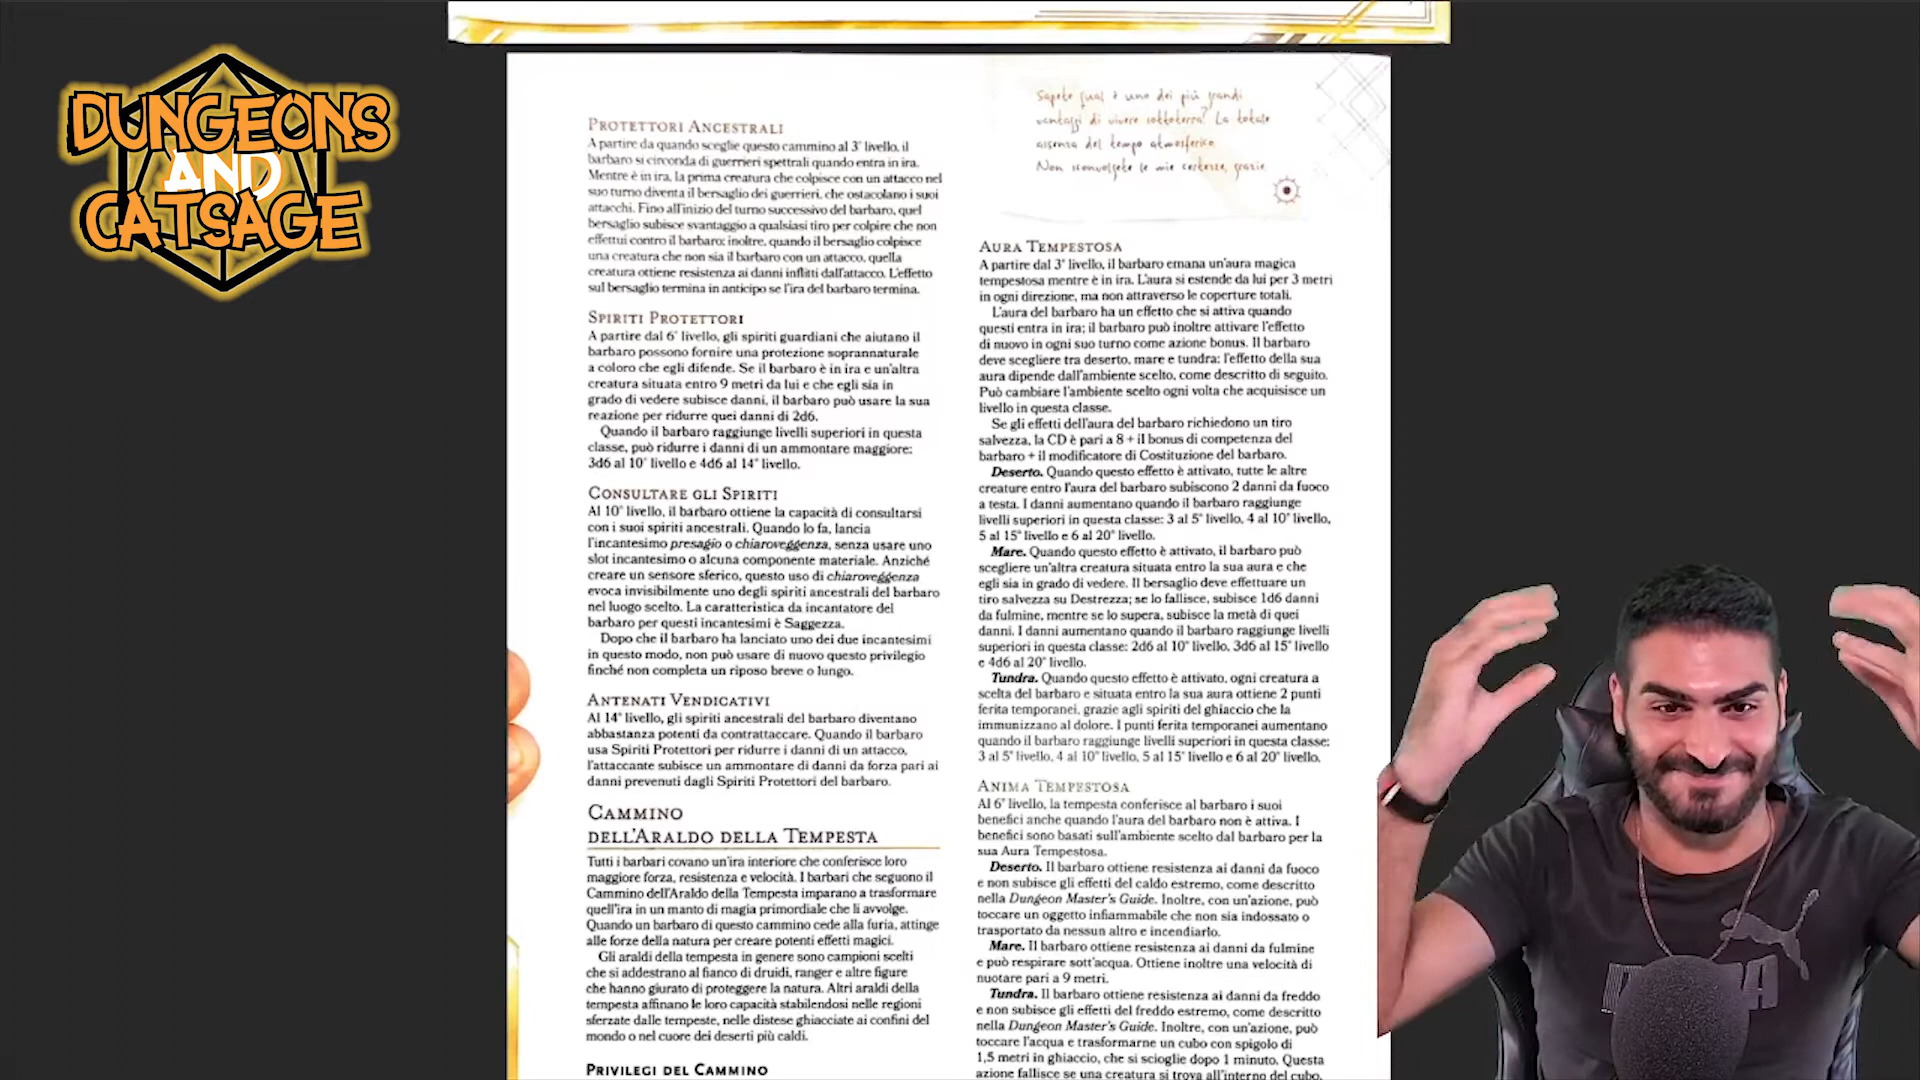 DUNGEONS
AND
CATSAGE
PROTETTORI ANCESTRALI
A partire da quando sceglie questo cammino al 3° livello, il
barbaro si circonda di guerrieri spettrali quando entra in ira.
Mentre è in ira, la prima creatura che colpisce con un attacco nel
suo turno diventa il bersaglio dei guerrieri, che ostacolano i suoi
attacchi. Fino all'inizio del turno successivo del barbaro, quel
bersaglio subisce svantaggio a qualsiasi tiro per colpire che non
effettui contro il barbaro; inoltre, quando il bersaglio colpisce
una creatura che non sia il barbaro con un attacco, quella
creatura ottiene resistenza ai danni inflitti dall'attacco. L'effetto
sul bersaglio termina in anticipo se l'ira del barbaro termina.
SPIRITI PROTETTORI
A partire dal 6° livello, gli spiriti guardiani che aiutano il
barbaro possono fornire una protezione soprannaturale
a coloro che egli difende. Se il barbaro è in ira e un'altra
creatura situata entro 9 metri da lui e che egli sia in
grado di vedere subisce danni, il barbaro può usare la sua
reazione per ridurre quei danni di 2d6.
Quando il barbaro raggiunge livelli superiori in questa
classe, può ridurre i danni di un ammontare maggiore:
3d6 al 10° livello e 4d6 al 14° livello.
CONSULTARE GLI SPIRITI
Al 10° livello, il barbaro ottiene la capacità di consultarsi
con i suoi spiriti ancestrali. Quando lo fa, lancia
l'incantesimo presagio o chiaroveggenza, senza usare uno
slot incantesimo o alcuna componente materiale. Anziché
creare un sensore sferico, questo uso di chiaroveggenza
evoca invisibilmente uno degli spiriti ancestrali del barbaro
nel luogo scelto. La caratteristica da incantatore del
barbaro per questi incantesimi è Saggezza.
Dopo che il barbaro ha lanciato uno dei due incantesimi
in questo modo, non può usare di nuovo questo privilegio
finché non completa un riposo breve o lungo.
ANTENATI VENDICATIVI
Al 14° livello, gli spiriti ancestrali del barbaro diventano
abbastanza potenti da contrattaccare. Quando il barbaro
usa Spiriti Protettori per ridurre i danni di un attacco,
l'attaccante subisce un ammontare di danni da forza pari ai
danni prevenuti dagli Spiriti Protettori del barbaro.
CAMMINO
DELL'ARALDO DELLA TEMPESTA
Tutti i barbari covano un'ira interiore che conferisce loro
maggiore forza, resistenza e velocità. I barbari che seguono il
Cammino dell'Araldo della Tempesta imparano a trasformare
quell'ira in un manto di magia primordiale che li avvolge.
Quando un barbaro di questo cammino cede alla furia, attinge
alle forze della natura per creare potenti effetti magici.
Gli araldi della tempesta in genere sono campioni scelti
che si addestrano al fianco di druidi, ranger e altre figure
che hanno giurato di proteggere la natura. Altri araldi della
tempesta affinano le loro capacità stabilendosi nelle regioni
sferzate dalle tempeste, nelle distese ghiacciate ai confini del
mondo o nel cuore dei deserti più caldi.
PRIVILEGI DEL CAMMINO
Sapete qual è uno dei più grandi
vantaggi di vivere sottoterra? La totale
assenza del tempo atmosferico.
Non sconvolgete le mie certezze, grazie.
AURA TEMPESTOSA
A partire dal 3° livello, il barbaro emana un'aura magica
tempestosa mentre è in ira. L'aura si estende da lui per 3 metri
in ogni direzione, ma non attraverso le coperture totali.
L'aura del barbaro ha un effetto che si attiva quando
questi entra in ira; il barbaro può inoltre attivare l'effetto
di nuovo in ogni suo turno come azione bonus. Il barbaro
deve scegliere tra deserto, mare e tundra; l'effetto della sua
aura dipende dall'ambiente scelto, come descritto di seguito.
Può cambiare l'ambiente scelto ogni volta che acquisisce un
livello in questa classe.
Se gli effetti dell'aura del barbaro richiedono un tiro
salvezza, la CD è pari a 8 + il bonus di competenza del
barbaro + il modificatore di Costituzione del barbaro.
Deserto. Quando questo effetto è attivato, tutte le altre
creature entro l'aura del barbaro subiscono 2 danni da fuoco
a testa. I danni aumentano quando il barbaro raggiunge
livelli superiori in questa classe: 3 al 5° livello, 4 al 10° livello,
5 al 15° livello e 6 al 20° livello.
Mare. Quando questo effetto è attivato, il barbaro può
scegliere un'altra creatura situata entro la sua aura e che
egli sia in grado di vedere. Il bersaglio deve effettuare un
tiro salvezza su Destrezza; se lo fallisce, subisce 1d6 danni
da fulmine, mentre se lo supera, subisce la metà di quei
danni. I danni aumentano quando il barbaro raggiunge livelli
superiori in questa classe: 2d6 al 10° livello, 3d6 al 15° livello
e 4d6 al 20° livello.
Tundra. Quando questo effetto è attivato, ogni creatura a
scelta del barbaro e situata entro la sua aura ottiene 2 punti
ferita temporanei, grazie agli spiriti del ghiaccio che la
immunizzano al dolore. I punti ferita temporanei aumentano
quando il barbaro raggiunge livelli superiori in questa classe:
3 al 5° livello, 4 al 10° livello, 5 al 15° livello e 6 al 20° livello.
ANIMA TEMPESTOSA
Al 6° livello, la tempesta conferisce al barbaro i suoi
benefici anche quando l'aura del barbaro non è attiva. I
benefici sono basati sull'ambiente scelto dal barbaro per la
sua Aura Tempestosa.
Deserto. Il barbaro ottiene resistenza ai danni da fuoco
e non subisce gli effetti del caldo estremo, come descritto
nella Dungeon Master's Guide. Inoltre, con un'azione, può
toccare un oggetto infiammabile che non sia indossato o
trasportato da nessun altro e incendiarlo.
Mare. Il barbaro ottiene resistenza ai danni da fulmine
e può respirare sott'acqua. Ottiene inoltre una velocità di
nuotare pari a 9 metri.
Tundra. Il barbaro ottiene resistenza ai danni da freddo
e non subisce gli effetti del freddo estremo, come descritto
nella Dungeon Master's Guide. Inoltre, con un'azione, può
toccare l'acqua e trasformarne un cubo con spigolo di
1,5 metri in ghiaccio, che si scioglie dopo 1 minuto. Questa
azione fallisce se una creatura si trova all'interno del cubo.